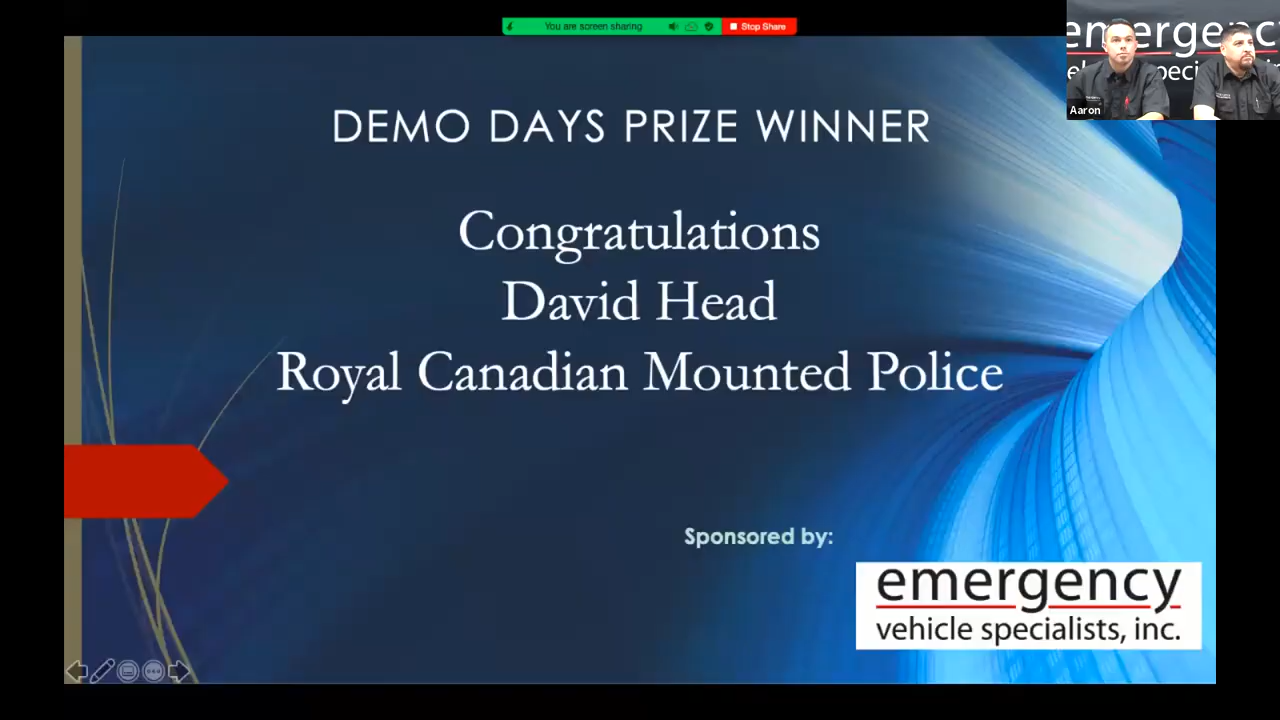 You are screen sharing
Stop Share
emergenc
Aaron
DEMO DAYS PRIZE WINNER
Congratulations
David Head
Royal Canadian Mounted Police
Sponsored by:
emergency
vehicle specialists, inc.